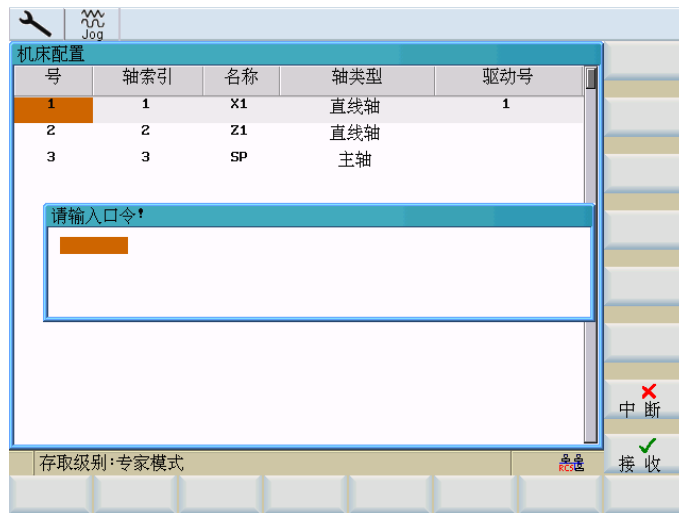 Jog
机床配置
号 轴索引 名称 轴类型 驱动号
1 1 X1 直线轴 1
2 2 Z1 直线轴
3 3 SP 主轴
请输入口令!
中断
存取级别:专家模式 RCS 接收